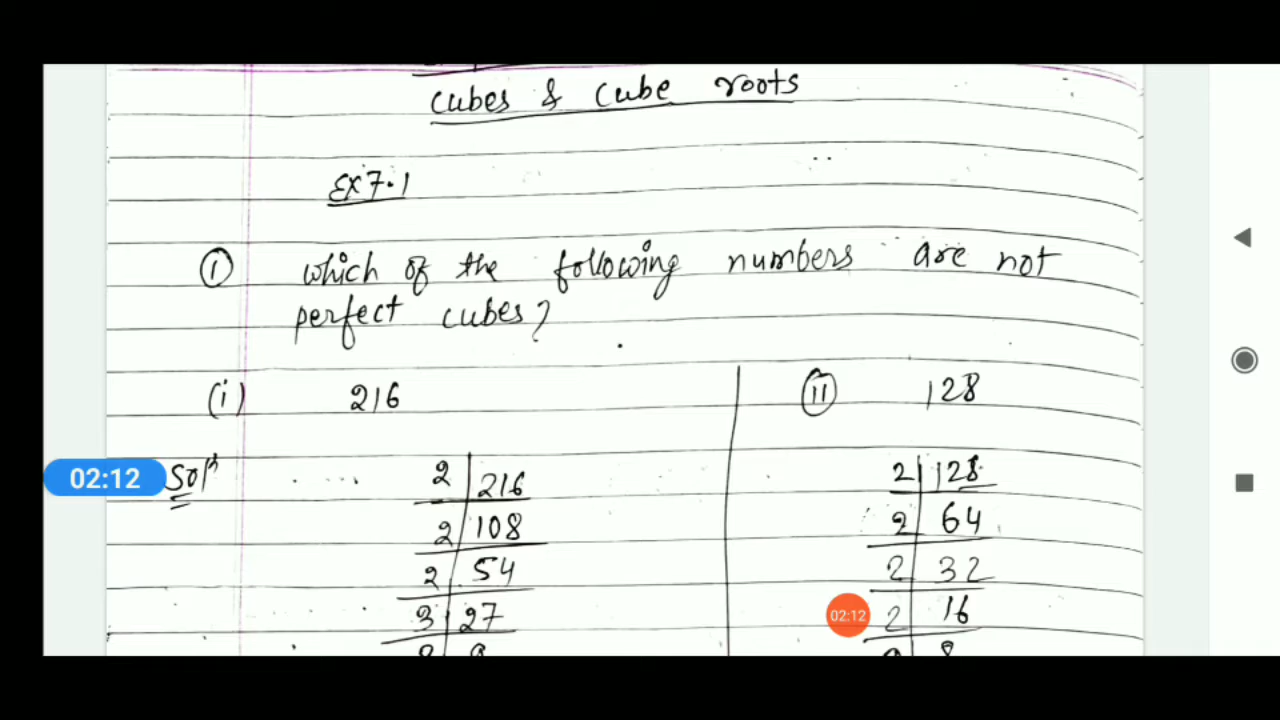 cubes & cube roots
Ex 7.1
① which of the following numbers are not
perfect cubes?
(i) 216
ⓘⓘ 128
02:12
Soln
2 | 216
2 | 108
2 | 54
3 | 27
2 | 128
2 | 64
2 | 32
2 | 16
8
02:12